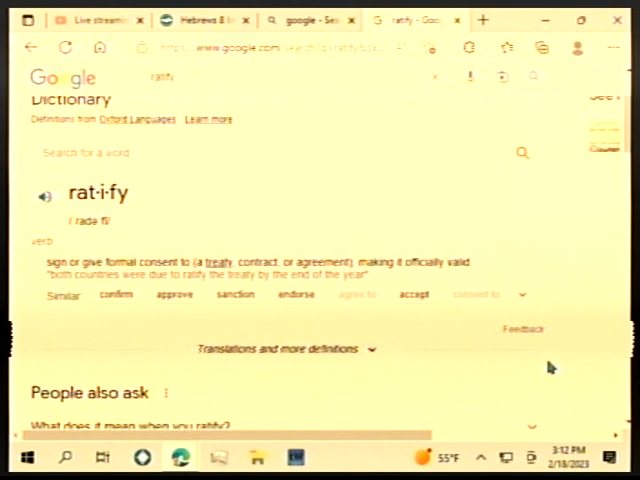 Live stream
Hebrews 8 In
google - Sea
ratify - Goo
https://www.google.com/search?q=ratify
Google
ratify
Dictionary
Definitions from Oxford Languages Learn more
Search for a word
rat·i·fy
verb
sign or give formal consent to (a treaty, contract, or agreement), making it officially valid
"both countries were due to ratify the treaty by the end of the year"
Similar confirm approve sanction endorse agree to accept consent to
Feedback
Translations and more definitions
People also ask
What does it mean when you ratify?
55°F
3:12 PM
2/18/2023